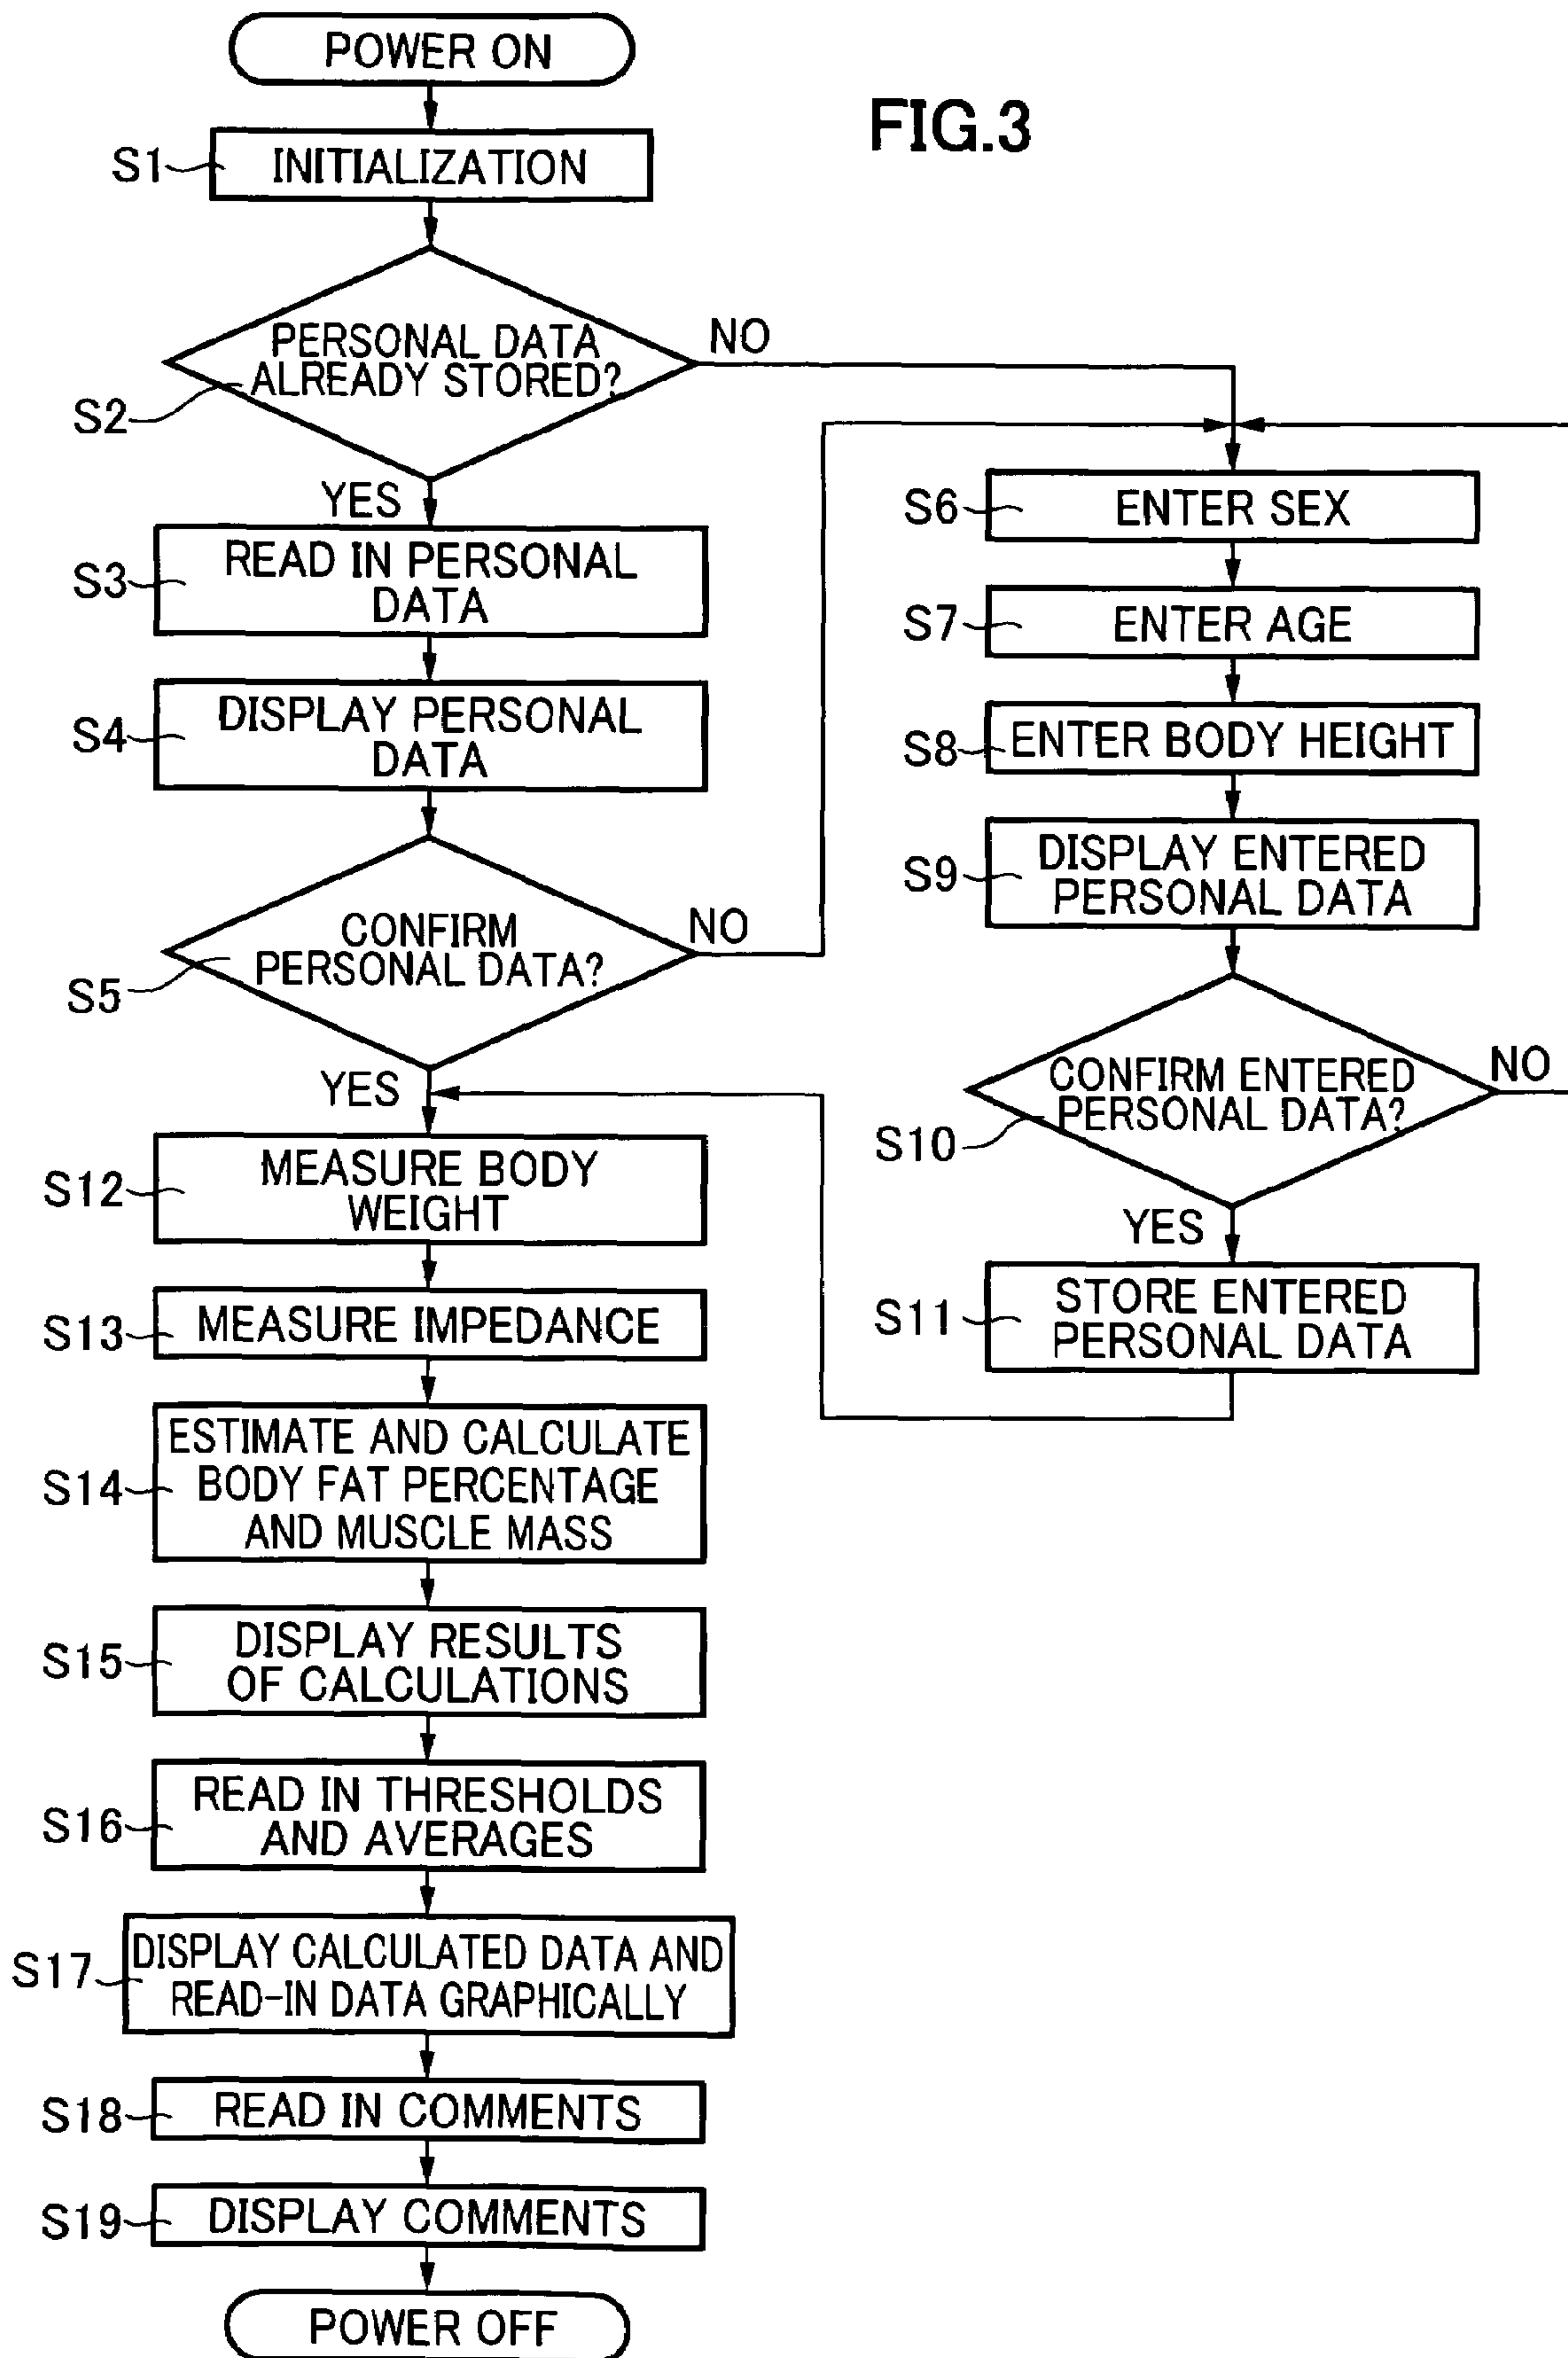 FIG.3
POWER ON
S1
INITIALIZATION
S2
PERSONAL DATA
ALREADY STORED?
NO
YES
S3
READ IN PERSONAL
DATA
S4
DISPLAY PERSONAL
DATA
S5
CONFIRM
PERSONAL DATA?
NO
YES
S6
ENTER SEX
S7
ENTER AGE
S8
ENTER BODY HEIGHT
S9
DISPLAY ENTERED
PERSONAL DATA
S10
CONFIRM ENTERED
PERSONAL DATA?
NO
YES
S11
STORE ENTERED
PERSONAL DATA
S12
MEASURE BODY
WEIGHT
S13
MEASURE IMPEDANCE
S14
ESTIMATE AND CALCULATE
BODY FAT PERCENTAGE
AND MUSCLE MASS
S15
DISPLAY RESULTS
OF CALCULATIONS
S16
READ IN THRESHOLDS
AND AVERAGES
S17
DISPLAY CALCULATED DATA AND
READ-IN DATA GRAPHICALLY
S18
READ IN COMMENTS
S19
DISPLAY COMMENTS
POWER OFF